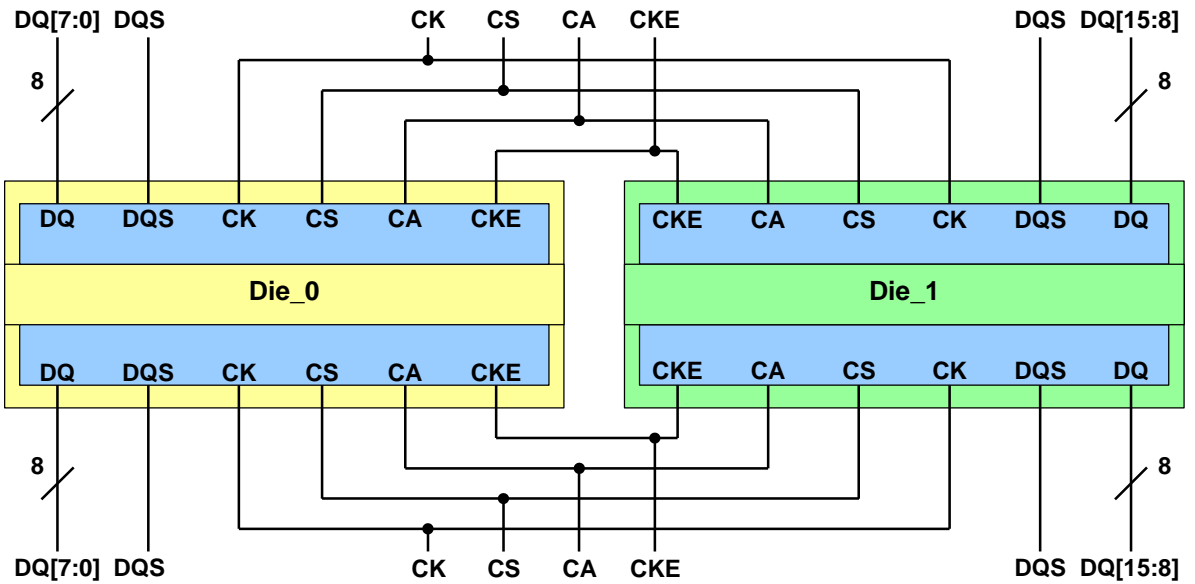 DQ[7:0] DQS CK CS CA CKE DQS DQ[15:8]
8 8
DQ DQS CK CS CA CKE CKE CA CS CK DQS DQ
Die_0 Die_1
DQ DQS CK CS CA CKE CKE CA CS CK DQS DQ
8 8
DQ[7:0] DQS CK CS CA CKE DQS DQ[15:8]